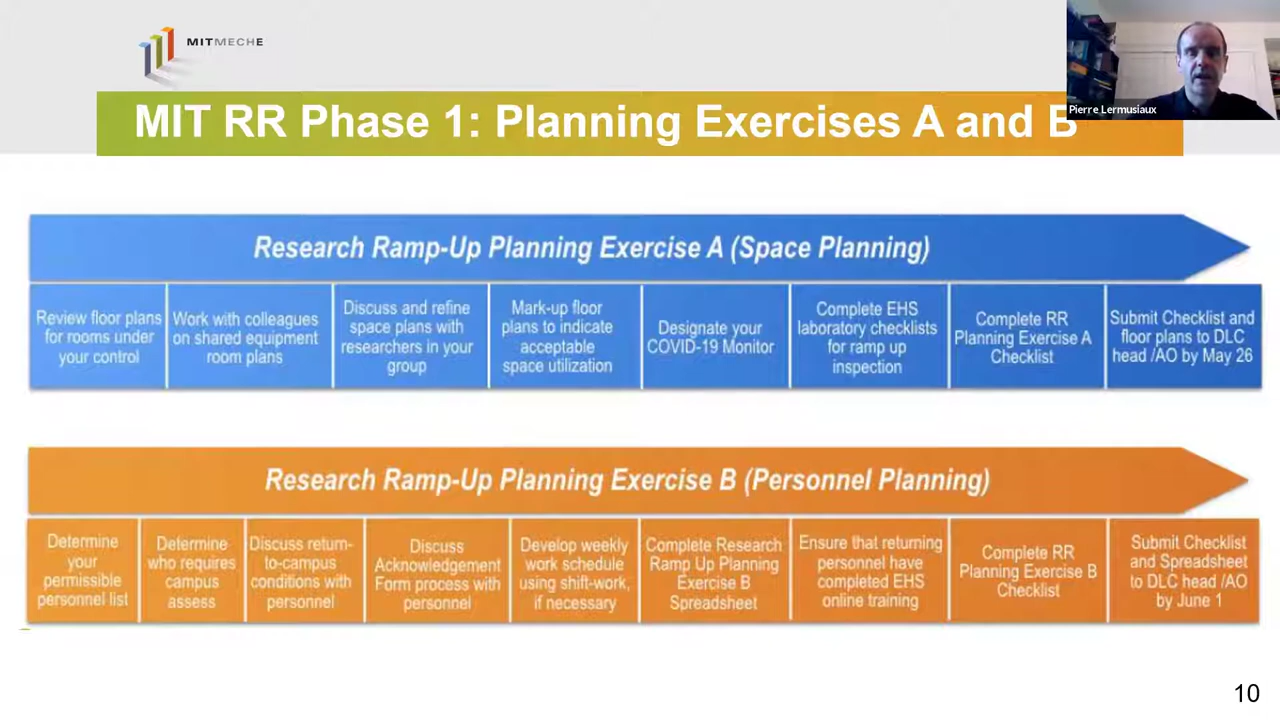 MITMECHE
Pierre Lermusiaux
MIT RR Phase 1: Planning Exercises A and B
Research Ramp-Up Planning Exercise A (Space Planning)
Review floor plans
for rooms under
your control
Work with colleagues
on shared equipment
room plans
Discuss and refine
space plans with
researchers in your
group
Mark-up floor
plans to indicate
acceptable
space utilization
Designate your
COVID-19 Monitor
Complete EHS
laboratory checklists
for ramp up
inspection
Complete RR
Planning Exercise A
Checklist
Submit Checklist and
floor plans to DLC
head /AO by May 26
Research Ramp-Up Planning Exercise B (Personnel Planning)
Determine
your
permissible
personnel list
Determine
who requires
campus
assess
Discuss return-
to-campus
conditions with
personnel
Discuss
Acknowledgement
Form process with
personnel
Develop weekly
work schedule
using shift-work,
if necessary
Complete Research
Ramp Up Planning
Exercise B
Spreadsheet
Ensure that returning
personnel have
completed EHS
online training
Complete RR
Planning Exercise B
Checklist
Submit Checklist
and Spreadsheet
to DLC head /AO
by June 1
10